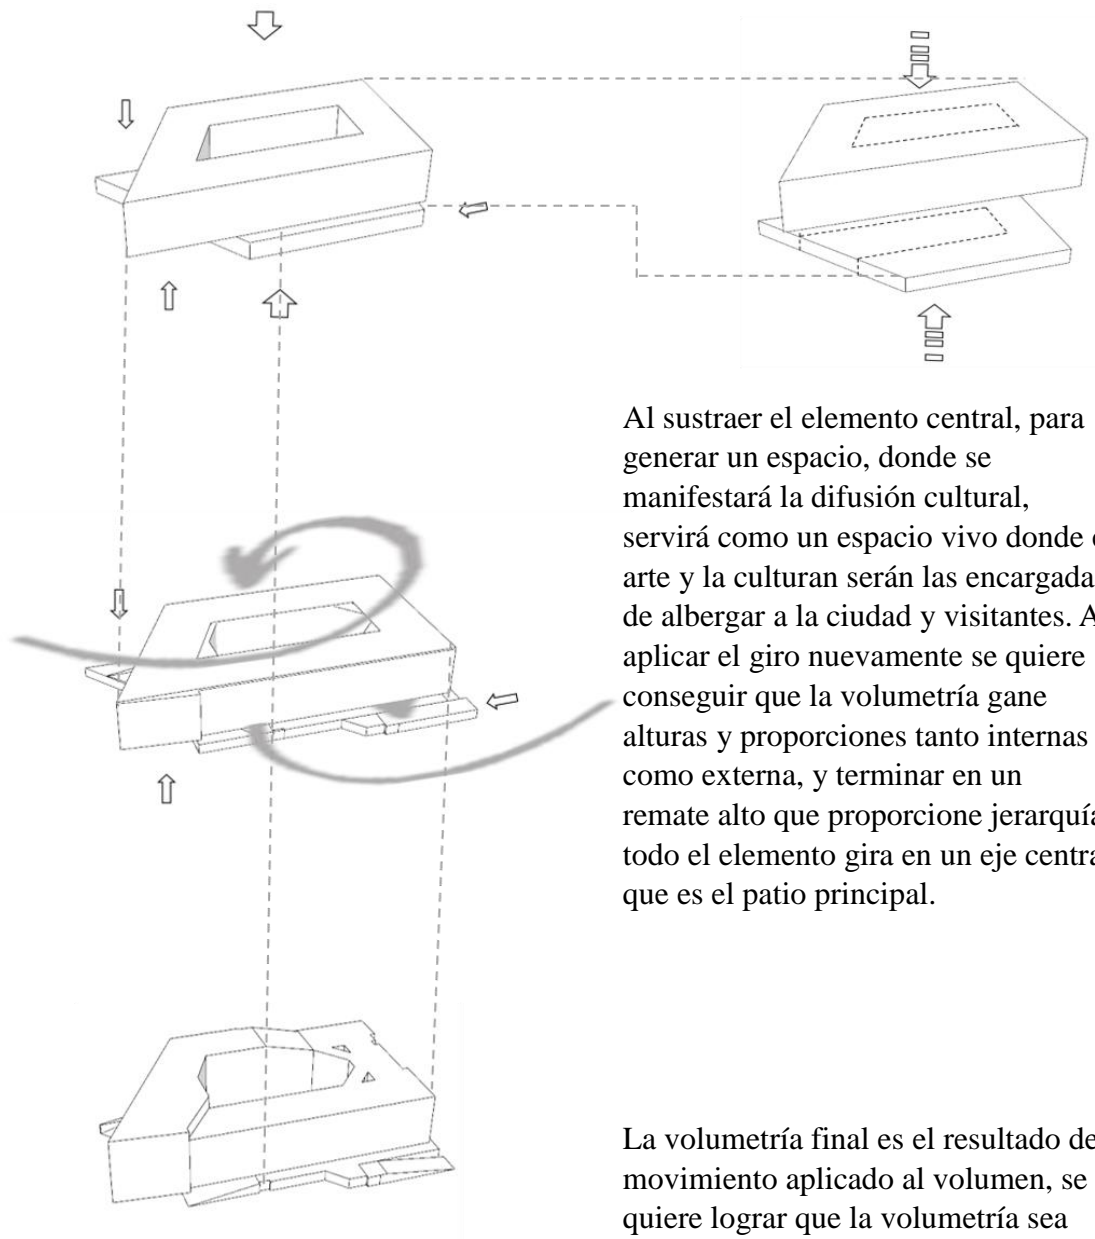 Al sustraer el elemento central, para
generar un espacio, donde se
manifestará la difusión cultural,
servirá como un espacio vivo donde
arte y la culturan serán las
de albergar a la ciudad y visitantes.
aplicar el giro nuevamente se quiere
conseguir que la volumetría gane
alturas y proporciones tanto internas
como externa, y terminar en un
remate alto que proporcione jerarquía
todo el elemento gira en un eje
que es el patio principal.
La volumetría final es el resultado
movimiento aplicado al volumen, se
quiere lograr que la volumetría sea